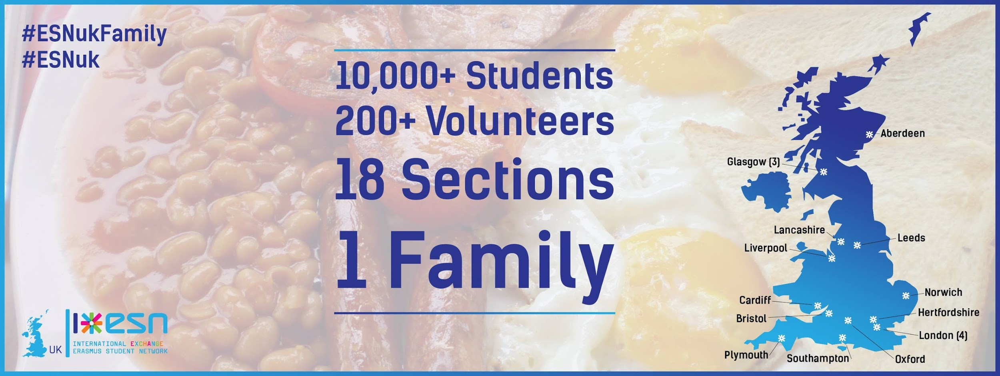 #ESNukFamily
#ESNuk
10,000+ Students
200+ Volunteers
18 Sections
1 Family
Aberdeen
Glasgow (3)
Lancashire
Leeds
Liverpool
Norwich
Cardiff
Hertfordshire
Bristol
London (4)
Plymouth
Southampton
Oxford
UK
esn
INTERNATIONAL EXCHANGE
ERASMUS STUDENT NETWORK